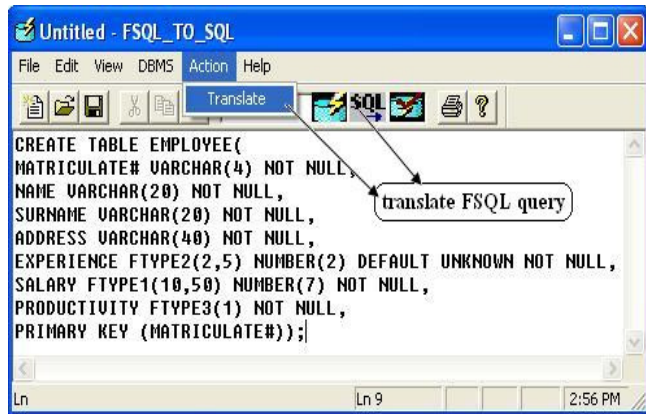 Untitled - FSQL_TO_SQL
File Edit View DBMS Action Help
Translate
SQL
CREATE TABLE EMPLOYEE(
MATRICULATE# VARCHAR(4) NOT NULL,
NAME VARCHAR(20) NOT NULL,
SURNAME VARCHAR(20) NOT NULL,
translate FSQL query
ADDRESS VARCHAR(40) NOT NULL,
EXPERIENCE FTYPE2(2,5) NUMBER(2) DEFAULT UNKNOWN NOT NULL,
SALARY FTYPE1(10,50) NUMBER(7) NOT NULL,
PRODUCTIVITY FTYPE3(1) NOT NULL,
PRIMARY KEY (MATRICULATE#));
Ln Ln 9 2:56 PM